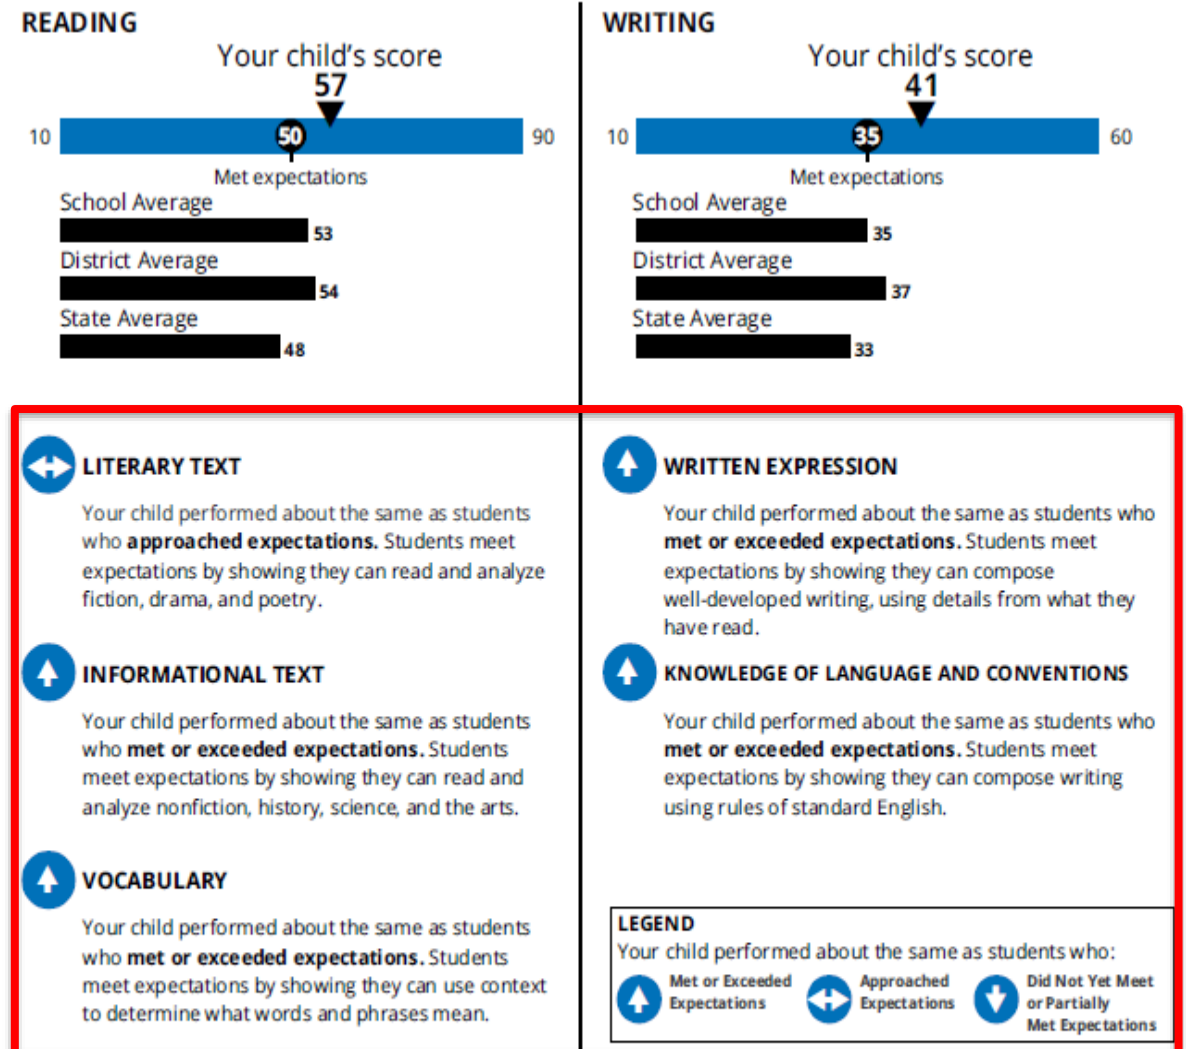 READING
Your child's score
57
10
50
90
Met expectations
School Average
53
District Average
54
State Average
48
LITERARY TEXT
Your child performed about the same as students
who approached expectations. Students meet
expectations by showing they can read and analyze
fiction, drama, and poetry.
INFORMATIONAL TEXT
Your child performed about the same as students
who met or exceeded expectations. Students
meet expectations by showing they can read and
analyze nonfiction, history, science, and the arts.
VOCABULARY
Your child performed about the same as students
who met or exceeded expectations. Students
meet expectations by showing they can use context
to determine what words and phrases mean.
WRITING
Your child's score
41
10
35
60
Met expectations
School Average
35
District Average
37
State Average
33
WRITTEN EXPRESSION
Your child performed about the same as students who
met or exceeded expectations. Students meet
expectations by showing they can compose
well-developed writing, using details from what they
have read.
KNOWLEDGE OF LANGUAGE AND CONVENTIONS
Your child performed about the same as students who
met or exceeded expectations. Students meet
expectations by showing they can compose writing
using rules of standard English.
LEGEND
Your child performed about the same as students who:
Met or Exceeded
Expectations
Approached
Expectations
Did Not Yet Meet
or Partially
Met Expectations